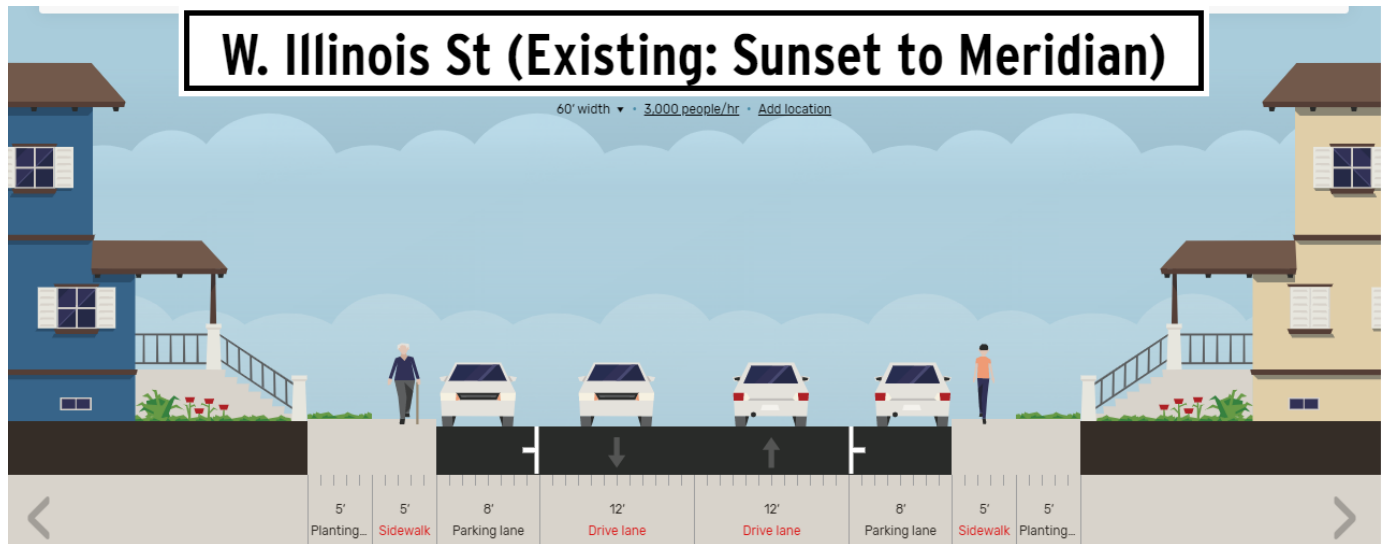 W. Illinois St (Existing: Sunset to Meridian)
60' width ▾ · 3,000 people/hr · Add location
5' 5' 8' 12' 12' 8' 5' 5'
Planting... Sidewalk Parking lane Drive lane Drive lane Parking lane Sidewalk Planting...